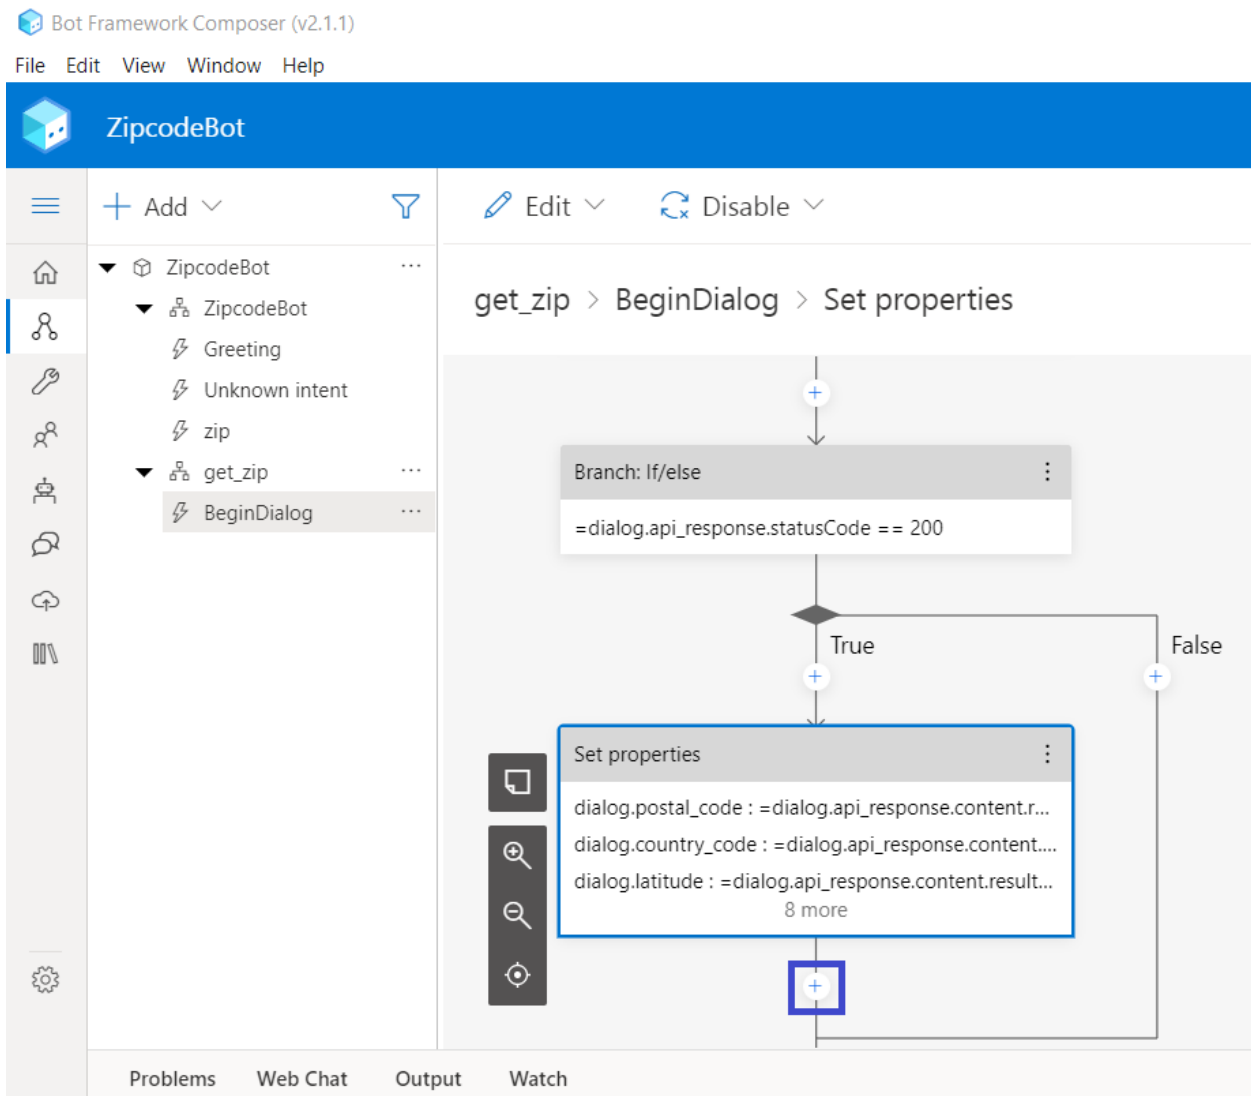 Bot Framework Composer (v2.1.1)
File Edit View Window Help
ZipcodeBot
Add
Edit
Disable
ZipcodeBot
ZipcodeBot
Greeting
Unknown intent
zip
get_zip
BeginDialog
get_zip > BeginDialog > Set properties
Branch: If/else
=dialog.api_response.statusCode == 200
True
False
Set properties
dialog.postal_code : =dialog.api_response.content.r...
dialog.country_code : =dialog.api_response.content....
dialog.latitude : =dialog.api_response.content.result...
8 more
Problems Web Chat Output Watch